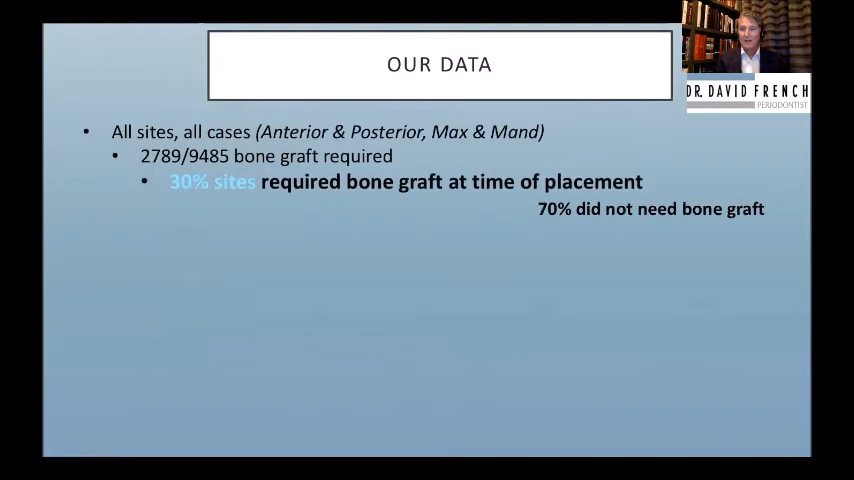 OUR DATA
DR. DAVID FRENCH
PERIODONTIST
• All sites, all cases (Anterior & Posterior, Max & Mand)
• 2789/9485 bone graft required
• 30% sites required bone graft at time of placement
70% did not need bone graft